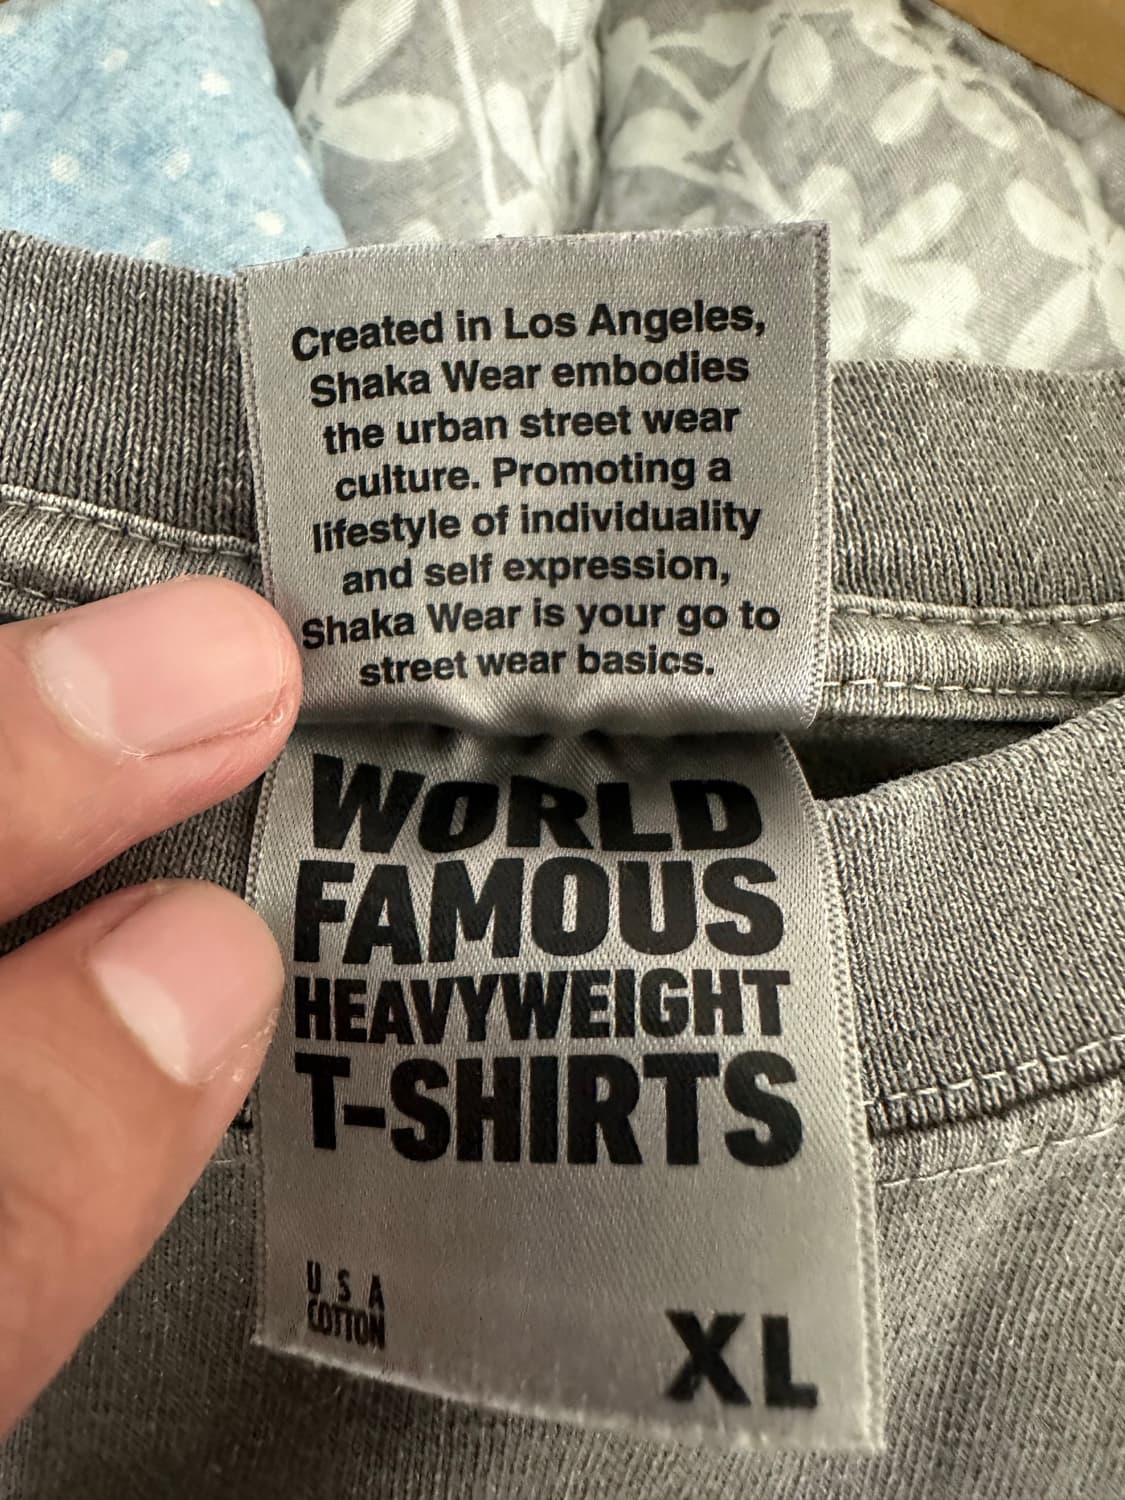 Created in Los Angeles,
Shaka Wear embodies
the urban street wear
culture. Promoting a
lifestyle of individuality
and self expression,
Shaka Wear is your go to
street wear basics.
WORLD
FAMOUS
HEAVYWEIGHT
T-SHIRTS
U.S.A
COTTON
XL